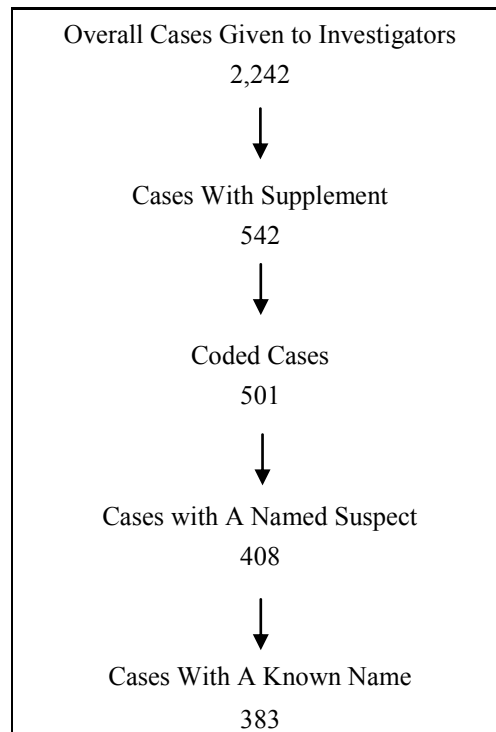 Overall Cases Given to Investigators
2,242
Cases With Supplement
542
Coded Cases
501
Cases with A Named Suspect
408
Cases With A Known Name
383